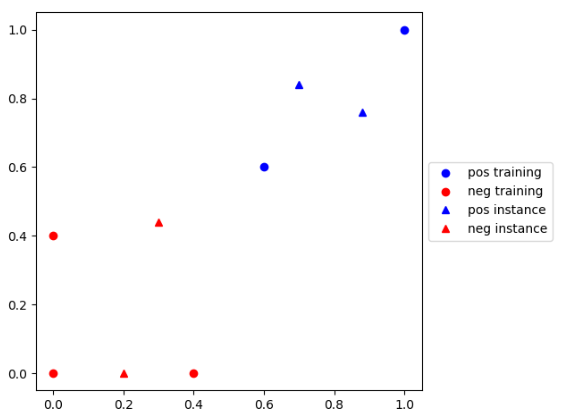 1.0
0.8
0.6
0.4
0.2
0.0
0.0 0.2 0.4 0.6 0.8 1.0
pos training
neg training
pos instance
neg instance